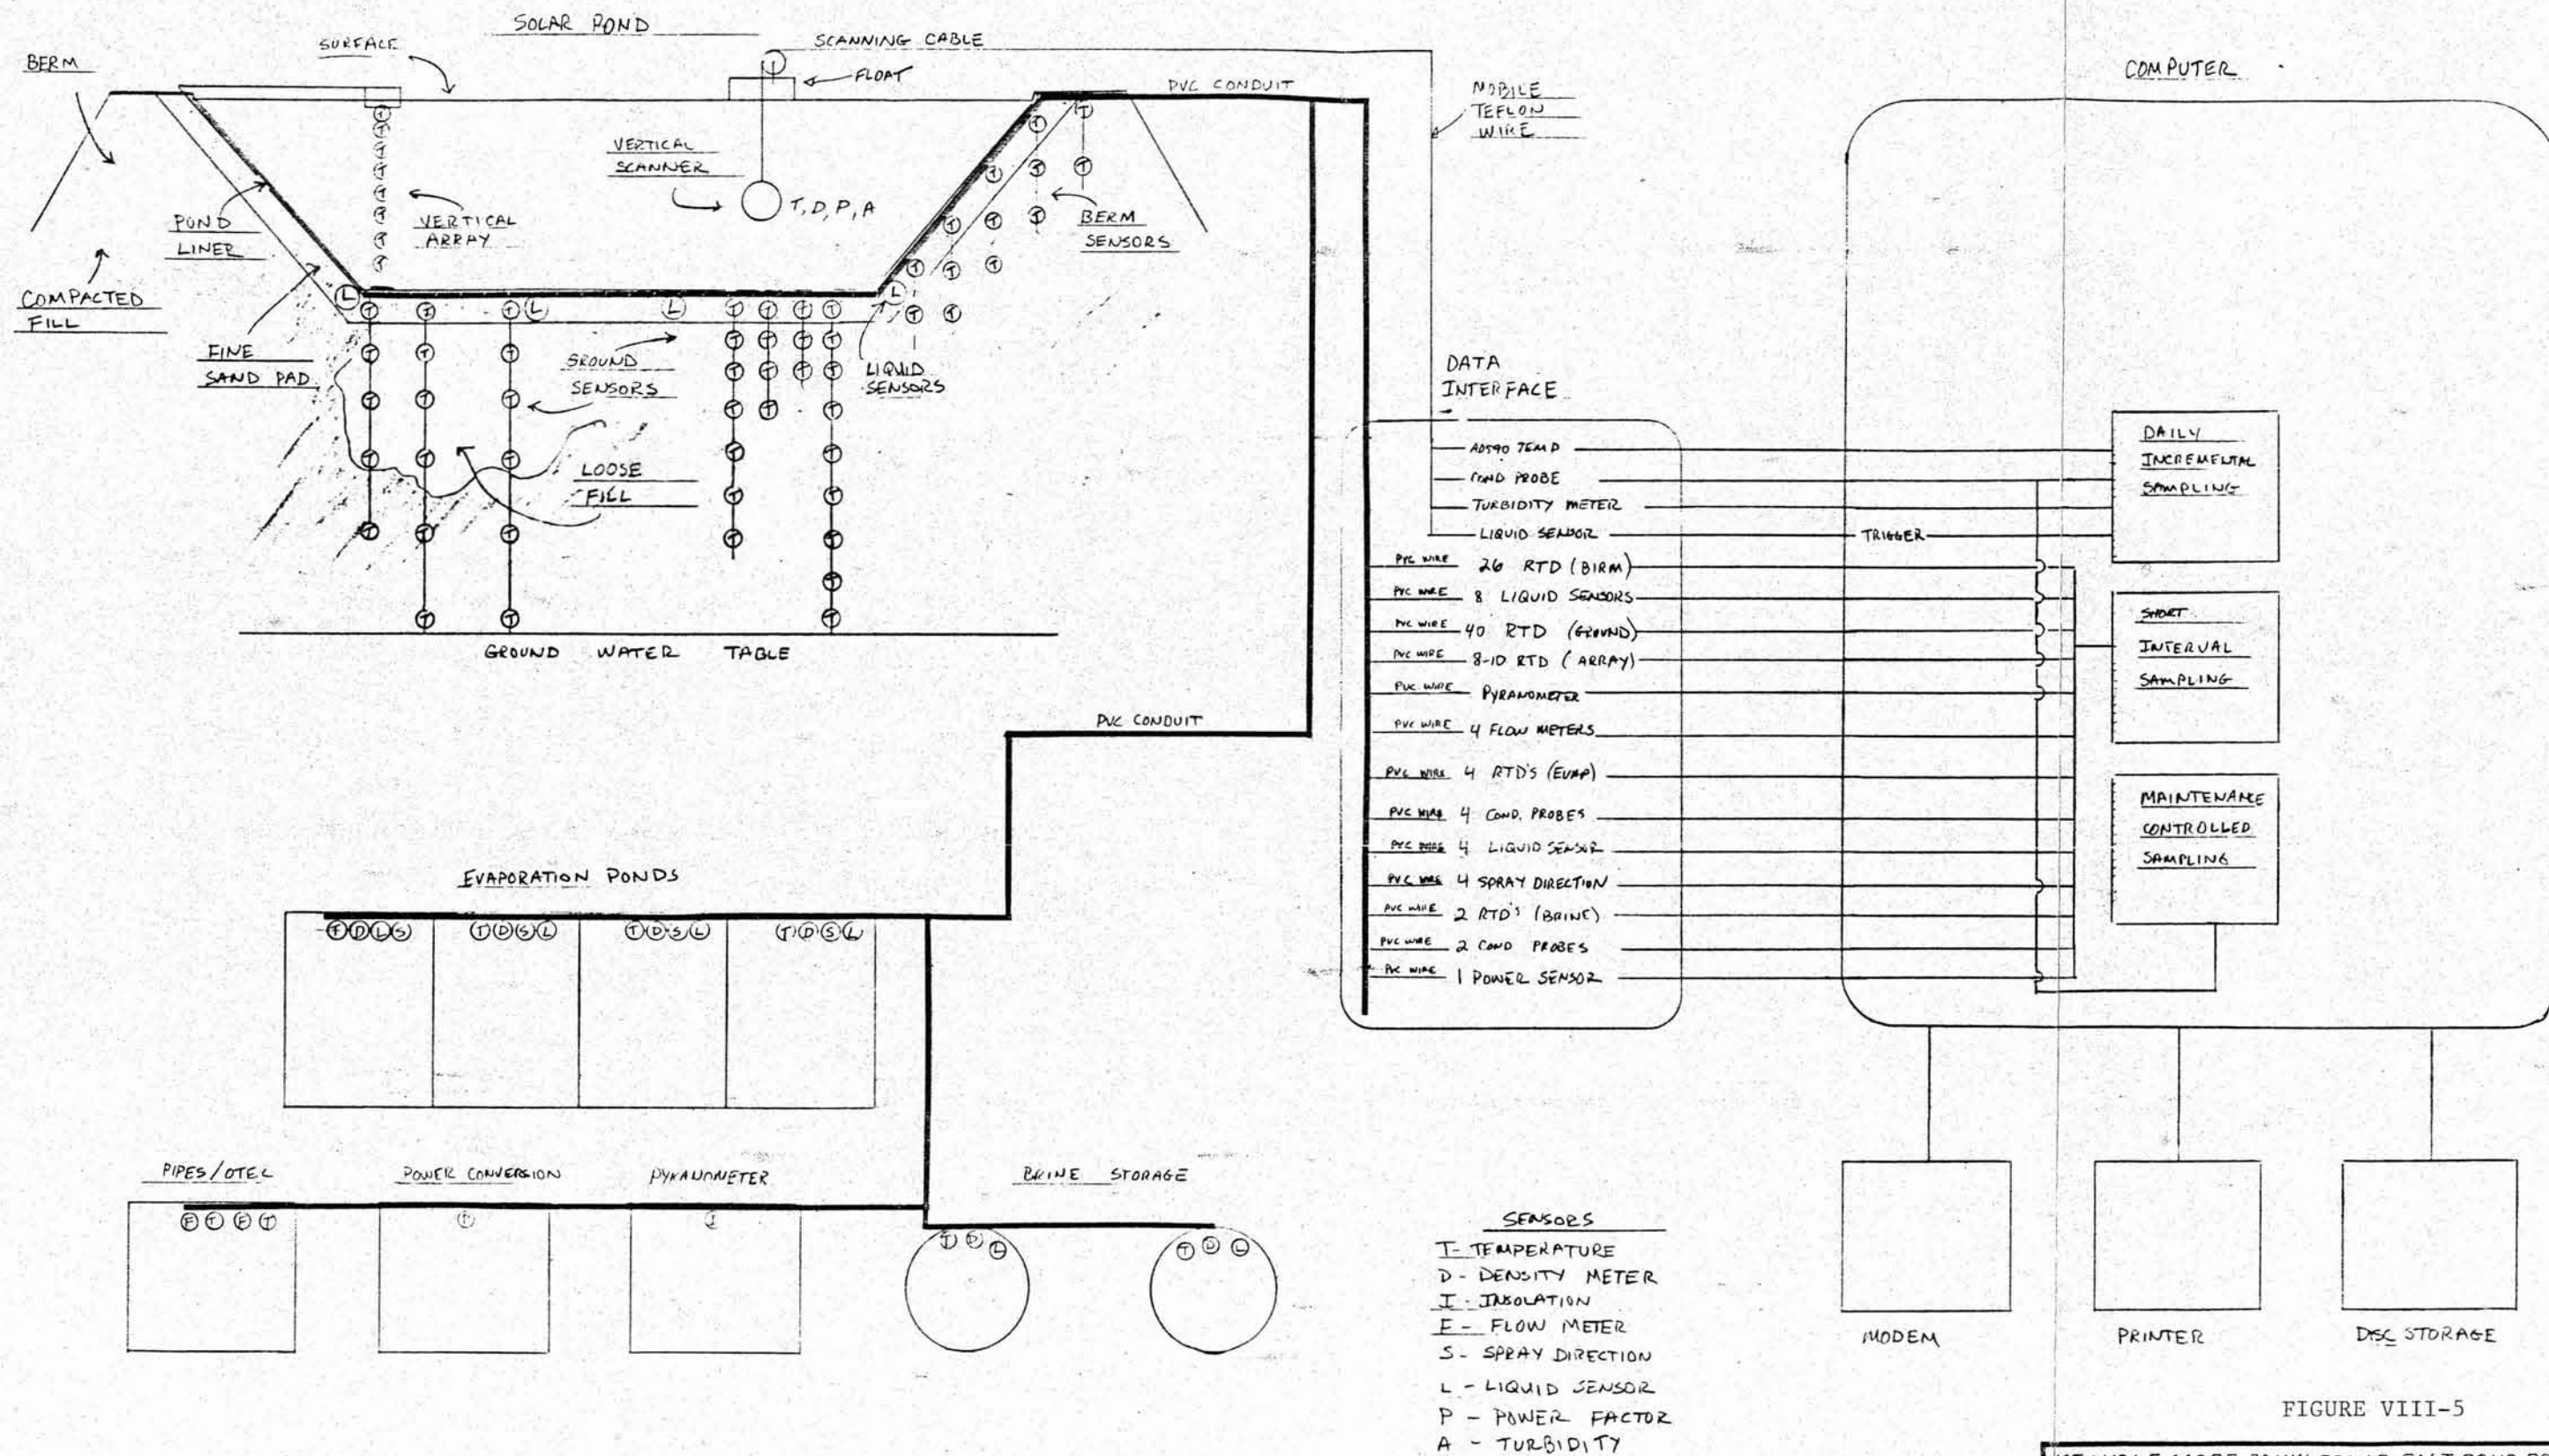 SOLAR POND
SURFACE
BERM
SCANNING CABLE
FLOAT
PVC CONDUIT
MOBILE
TEFLON
WIRE
COMPUTER
VERTICAL
SCANNER
T, D, P, A
POND
LINER
VERTICAL
ARRAY
BERM
SENSORS
COMPACTED
FILL
FINE
SAND PAD
GROUND
SENSORS
LIQUID
SENSORS
LOOSE
FILL
GROUND WATER TABLE
PVC CONDUIT
DATA
INTERFACE
AD590 TEMP
COND PROBE
TURBIDITY METER
LIQUID SENSOR
TRIGGER
PVC WIRE 26 RTD (BIRM)
PVC WIRE 8 LIQUID SENSORS
PVC WIRE 40 RTD (GROUND)
PVC WIRE 8-10 RTD (ARRAY)
PVC WIRE PYRANOMETER
PVC WIRE 4 FLOW METERS
PVC WIRE 4 RTD'S (EVAP)
PVC WIRE 4 COND. PROBES
PVC WIRE 4 LIQUID SENSOR
PVC WIRE 4 SPRAY DIRECTION
PVC WIRE 2 RTD'S (BRINE)
PVC WIRE 2 COND PROBES
PVC WIRE 1 POWER SENSOR
DAILY
INCREMENTAL
SAMPLING
SHORT
INTERVAL
SAMPLING
MAINTENANCE
CONTROLLED
SAMPLING
EVAPORATION PONDS
T D L S
T D S L
T D S L
T D S L
PIPES/OTEC
POWER CONVERSION
PYRANOMETER
BRINE STORAGE
F T F T
I
T D L
T D L
SENSORS
T - TEMPERATURE
D - DENSITY METER
I - INSOLATION
F - FLOW METER
S - SPRAY DIRECTION
L - LIQUID SENSOR
P - POWER FACTOR
A - TURBIDITY
MODEM
PRINTER
DISC STORAGE
FIGURE VIII-5